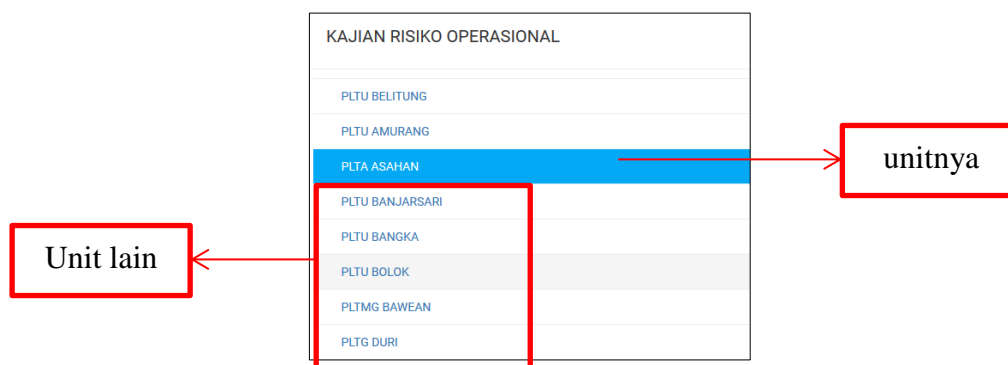 KAJIAN RISIKO OPERASIONAL
PLTU BELITUNG
PLTU AMURANG
PLTA ASAHAN
unitnya
PLTU BANJARSARI
PLTU BANGKA
Unit lain
PLTU BOLOK
PLTMG BAWEAN
PLTG DURI